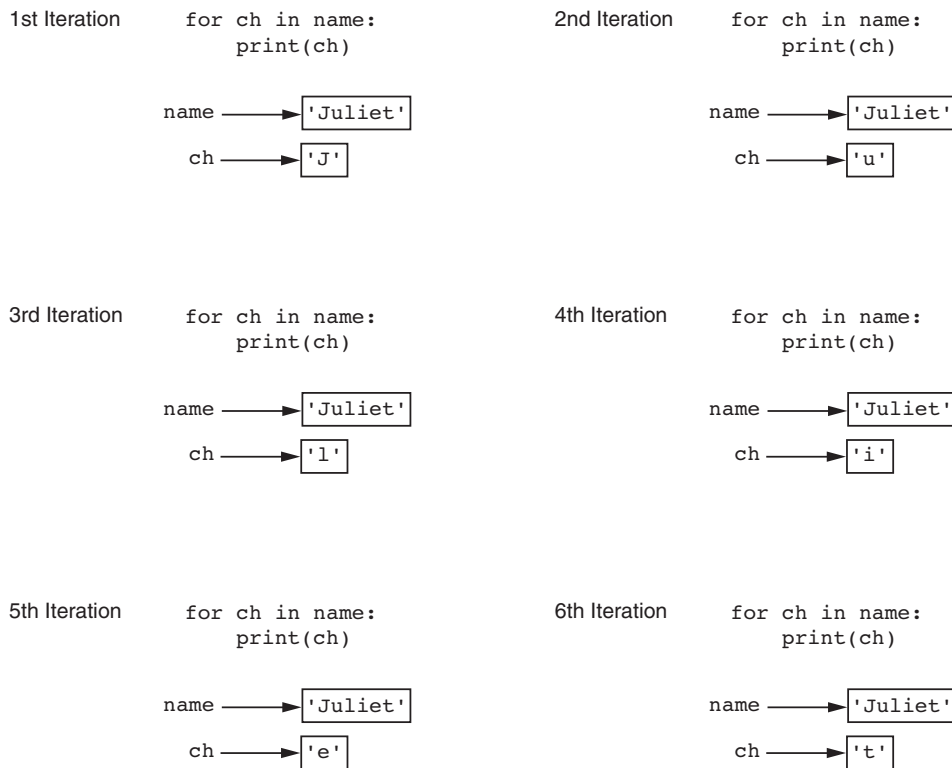 1st Iteration
for ch in name:
print(ch)
name 'Juliet'
ch 'J'
2nd Iteration
for ch in name:
print(ch)
name 'Juliet'
ch 'u'
3rd Iteration
for ch in name:
print(ch)
name 'Juliet'
ch 'l'
4th Iteration
for ch in name:
print(ch)
name 'Juliet'
ch 'i'
5th Iteration
for ch in name:
print(ch)
name 'Juliet'
ch 'e'
6th Iteration
for ch in name:
print(ch)
name 'Juliet'
ch 't'